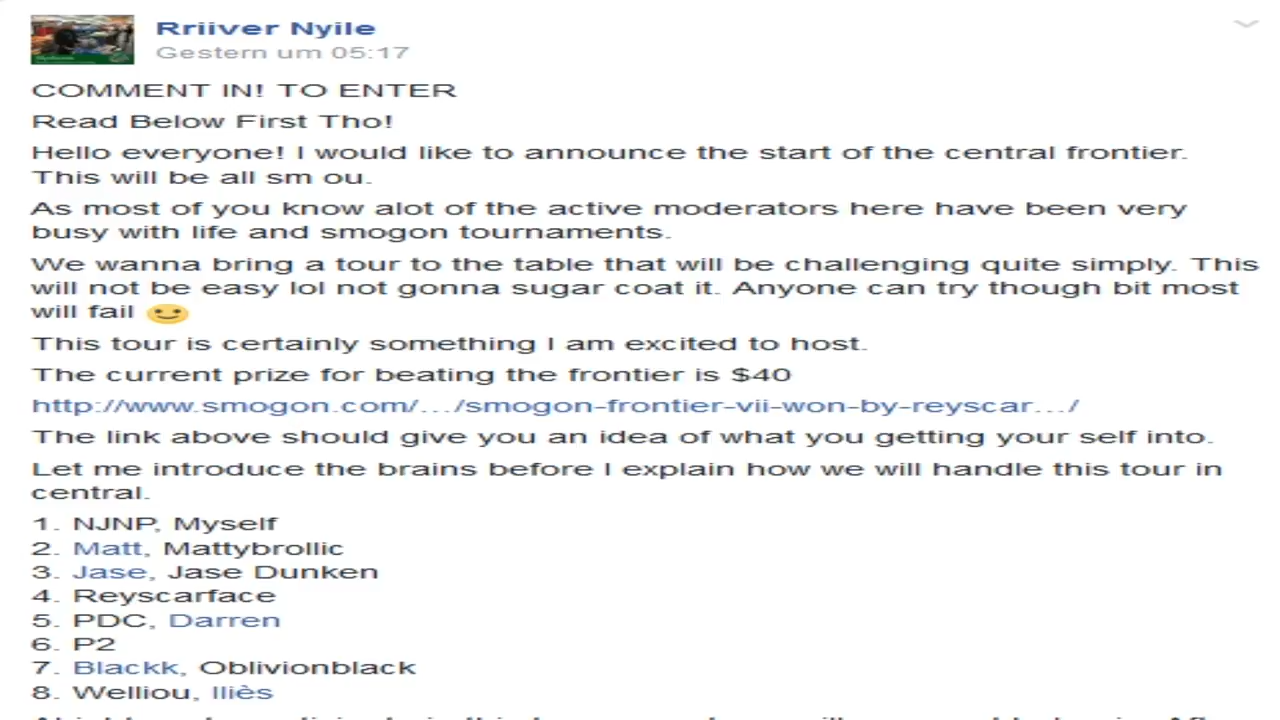 Rriiver Nyile
Gestern um 05:17
COMMENT IN! TO ENTER
Read Below First Tho!
Hello everyone! I would like to announce the start of the central frontier.
This will be all sm ou.
As most of you know alot of the active moderators here have been very
busy with life and smogon tournaments.
We wanna bring a tour to the table that will be challenging quite simply. This
will not be easy lol not gonna sugar coat it. Anyone can try though bit most
will fail
This tour is certainly something I am excited to host.
The current prize for beating the frontier is $40
http://www.smogon.com/.../smogon-frontier-vii-won-by-reyscar.../
The link above should give you an idea of what you getting your self into.
Let me introduce the brains before I explain how we will handle this tour in
central.
1. NJNP, Myself
2. Matt, Mattybrollic
3. Jase, Jase Dunken
4. Reyscarface
5. PDC, Darren
6. P2
7. Blackk, Oblivionblack
8. Welliou, Iliès